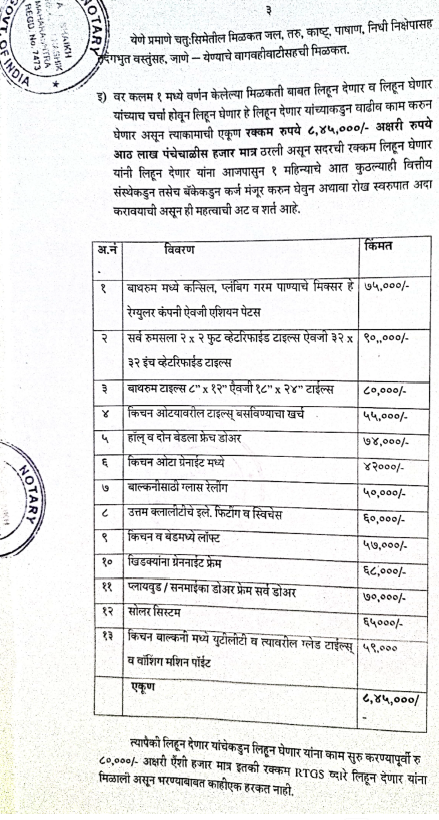 ३
येणे प्रमाणे चतु:सिमेतील मिळकत जल, तरु, काष्ट्, पाषाण, निधी निक्षेपासह
तदंगभुत वस्तुंसह, जाणे – येण्याचे वागवहीवाटीसहची मिळकत.
इ) वर कलम १ मध्ये वर्णन केलेल्या मिळकती बाबत लिहून देणार व लिहून घेणार
यांच्याच चर्चा होवून लिहून घेणार हे लिहून देणार यांच्याकडुन वाढीव काम करुन
घेणार असून त्याकामाची एकूण रक्कम रुपये ८,४५,०००/- अक्षरी रुपये
आठ लाख पंचेचाळीस हजार मात्र ठरली असून सदरची रक्कम लिहून घेणार
यांनी लिहून देणार यांना आजपासुन १ महिन्याचे आत कुठल्याही वित्तीय
संस्थेकडुन तसेच बॅकेकडुन कर्ज मंजूर करुन घेवुन अथवा रोख स्वरुपात अदा
करावयाची असून ही महत्वाची अट व शर्त आहे.
अ.नं विवरण किंमत
.
१ बाथरुम मध्ये कन्सिल, प्लंबिग गरम पाण्याचे मिक्सर हे ७५,०००/-
रेग्युलर कंपनी ऐवजी एशियन पेटस
२ सर्व रुमसला २ x २ फुट व्हेटरिफाईड टाइल्स ऐवजी ३२ x ९०,,०००/-
३२ इंच व्हेटरिफाईड टाइल्स
३ बाथरुम टाइल्स ८" x १२" ऐवजी १८" x २४" टाईल्स ८०,०००/-
४ किचन ओटयावरील टाइल्स् बसविण्याचा खर्च ५५,०००/-
५ हॉल् व दोन बेडला फ्रेच डोअर ७४,०००/-
६ किचन ओटा ग्रेनाईट मध्ये ४२०००/-
७ बाल्कनीसाठी ग्लास रेलींग ५०,०००/-
८ उत्तम क्लालीटीचे इले. फिटींग व स्विचेस ६०,०००/-
९ किचन व बेडमध्ये लॉफ्ट ५७,०००/-
१० खिडक्यांना ग्रेननाईट फ्रेम ६८,०००/-
११ प्लायवुड / सनमाईका डोअर फ्रेम सर्व डोअर ७०,०००/-
१२ सोलर सिस्टम ६५०००/-
१३ किचन बाल्कनी मध्ये युटीलीटी व त्यावरील ग्लेड टाईल्स् ५९,०००
व वॉशिंग मशिन पॉईट
एकूण ८,४५,०००/
-
त्यापैकी लिहून देणार यांचेकडुन लिहून घेणार यांना काम सुरु करण्यापूर्वी रु
८०,०००/- अक्षरी ऐंशी हजार मात्र इतकी रक्कम RTGS व्दारे लिहून देणार यांना
मिळाली असून भरण्याबाबत काहीएक हरकत नाही.
NOTARY
MAHARASHTRA
REGD. No 7473
OF INDIA
NOTARY